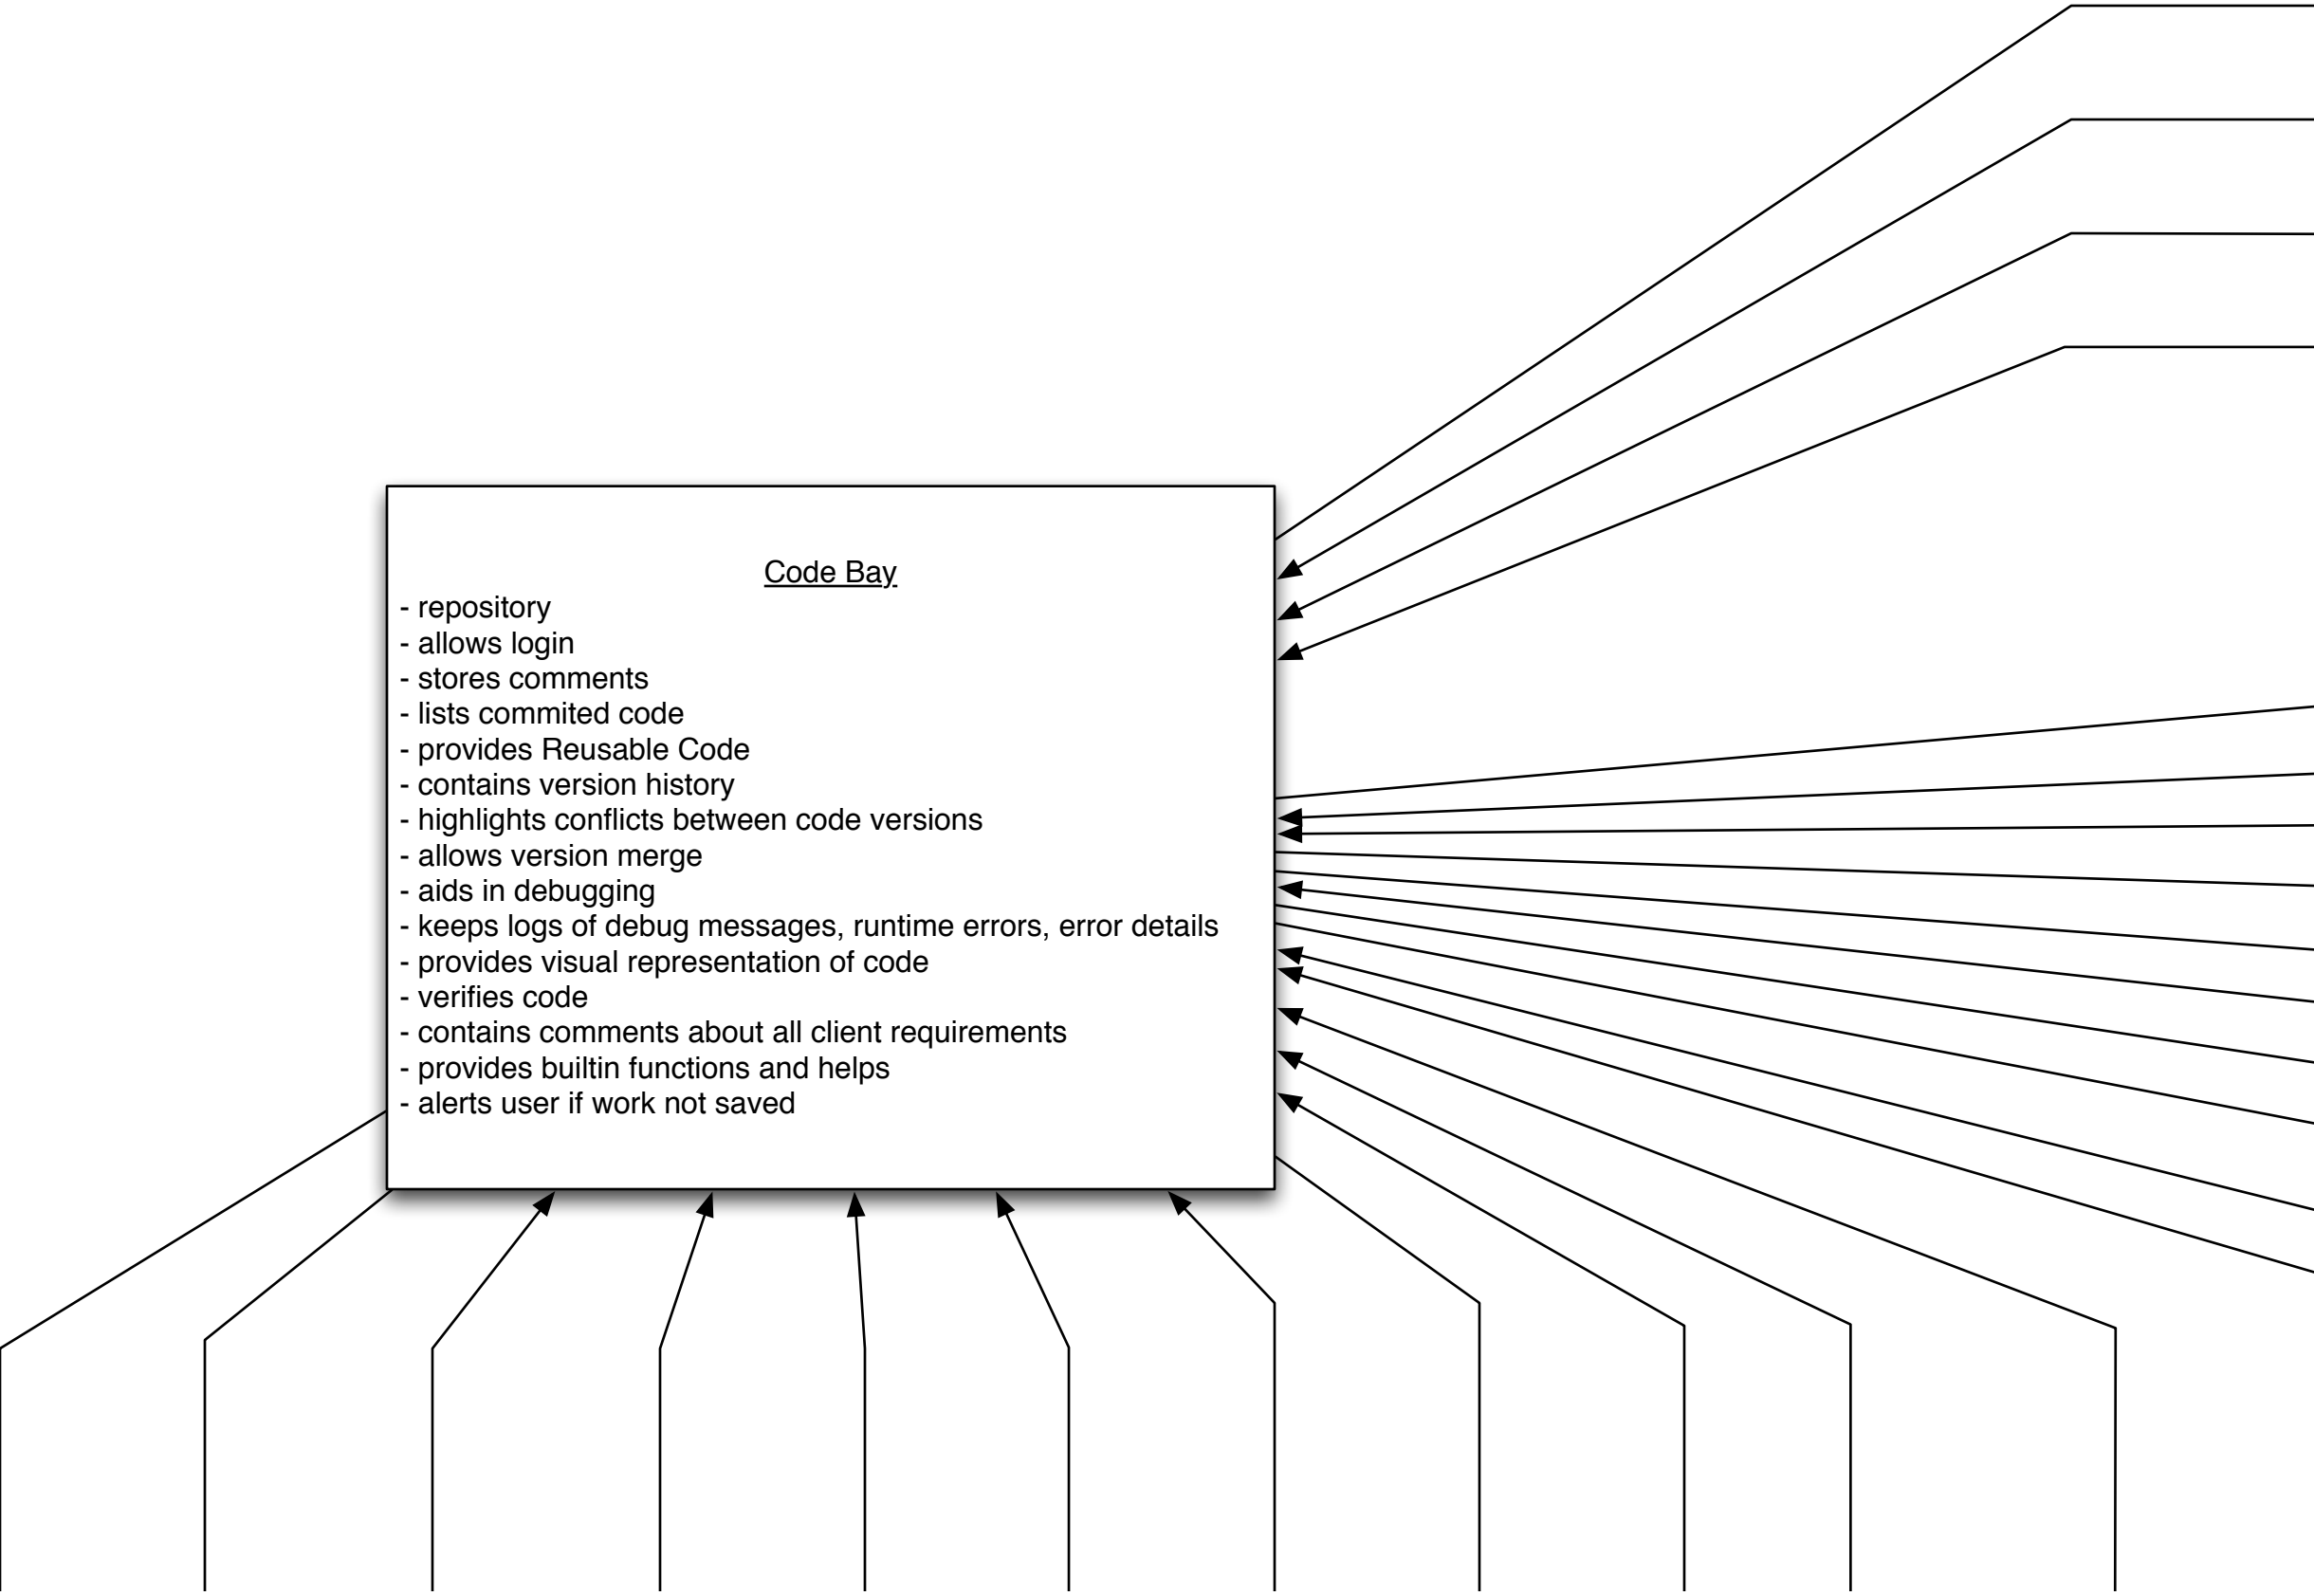 Code Bay
- repository
- allows login
- stores comments
- lists commited code
- provides Reusable Code
- contains version history
- highlights conflicts between code versions
- allows version merge
- aids in debugging
- keeps logs of debug messages, runtime errors, error details
- provides visual representation of code
- verifies code
- contains comments about all client requirements
- provides builtin functions and helps
- alerts user if work not saved